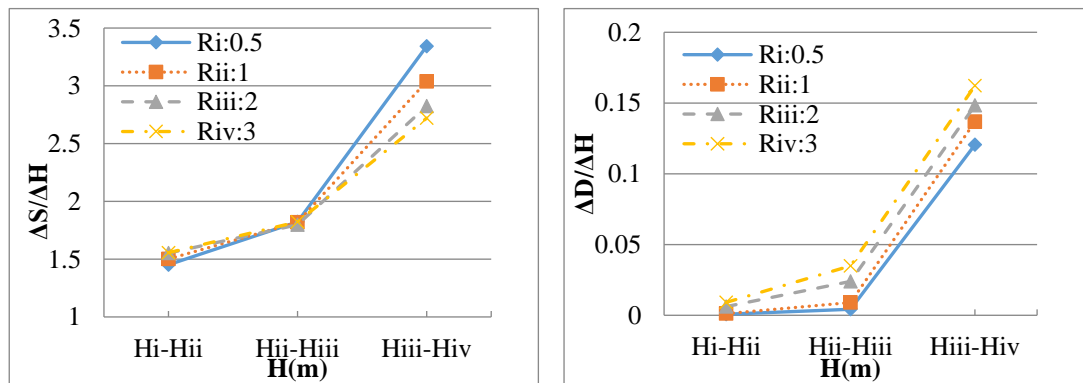 3.5
3
2.5
2
1.5
1
ΔS/ΔH
Ri:0.5
Rii:1
Riii:2
Riv:3
Hi-Hii
Hii-Hiii
Hiii-Hiv
H(m)
0.2
0.15
0.1
0.05
0
ΔD/ΔH
Ri:0.5
Rii:1
Riii:2
Riv:3
Hi-Hii
Hii-Hiii
Hiii-Hiv
H(m)